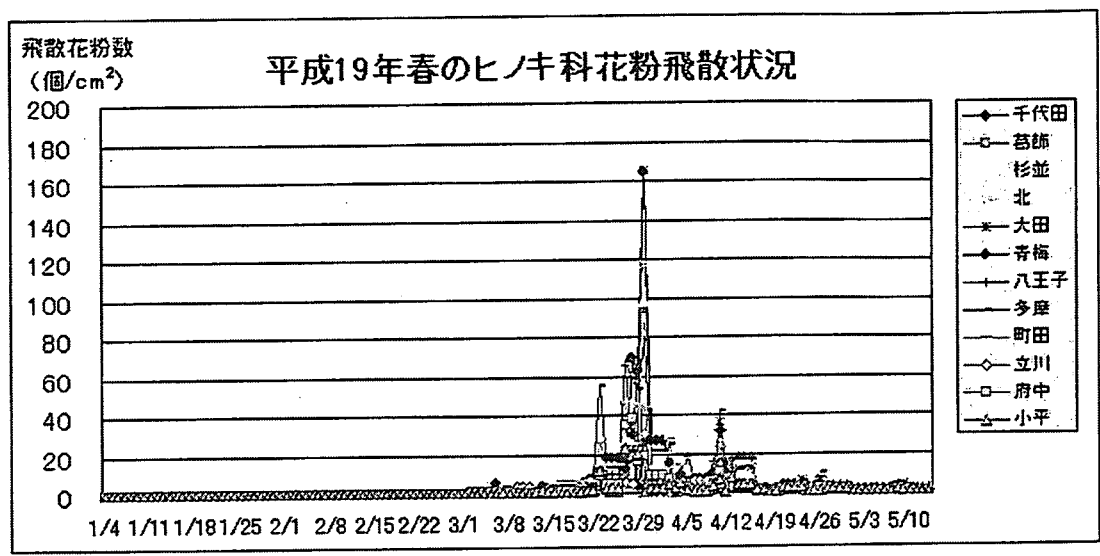 飛散花粉数
(個/cm²)
平成19年春のヒノキ科花粉飛散状況
200
180
160
140
120
100
80
60
40
20
0
1/4 1/11 1/18 1/25 2/1 2/8 2/15 2/22 3/1 3/8 3/15 3/22 3/29 4/5 4/12 4/19 4/26 5/3 5/10
千代田
葛飾
杉並
北
大田
青梅
八王子
多摩
町田
立川
府中
小平